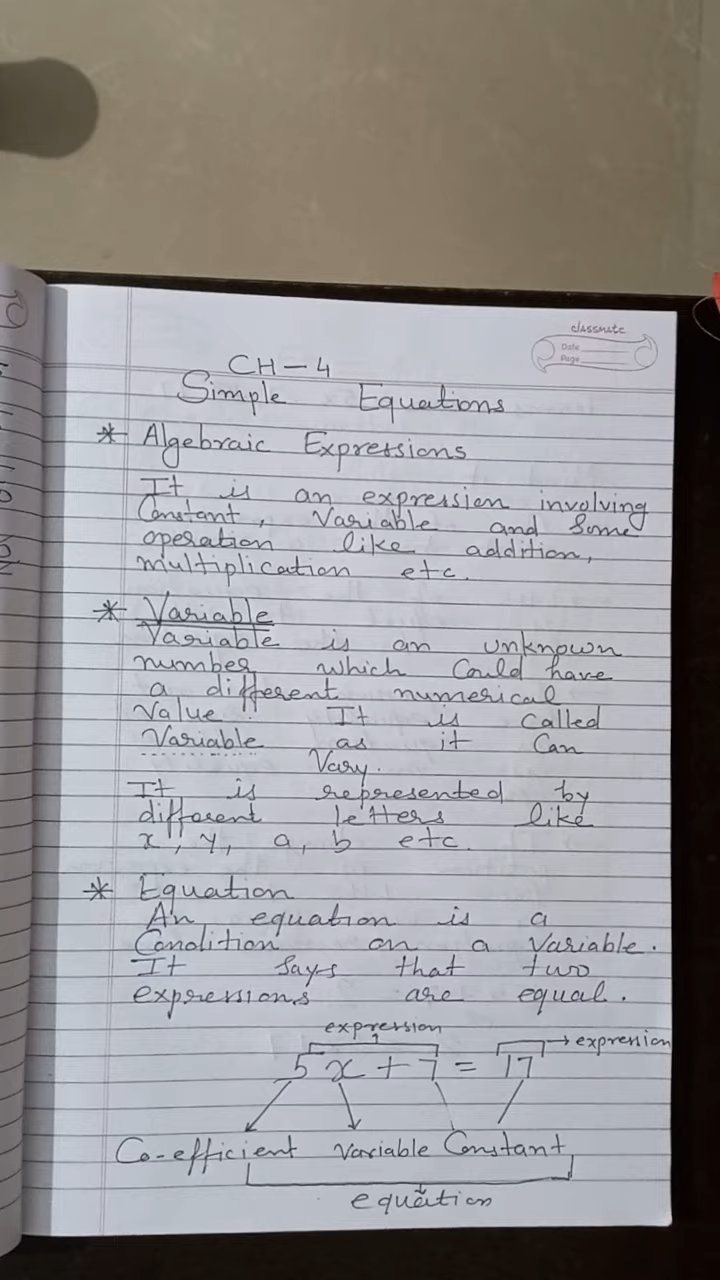 classmate
Date
Page
CH - 4
Simple Equations
* Algebraic Expressions
It is an expression involving
Constant, Variable and Some
operation like addition,
multiplication etc.
* Variable
Variable is an unknown
number which Could have
a different numerical
Value. It is called
Variable as it Can
Vary.
It is represented by
different letters like
x, y, a, b etc.
* Equation
An equation is a
Condition on a Variable.
It Says that two
expressions are equal.
expression
→ expression
5x + 7 = 17
Co-efficient Variable Constant
equation